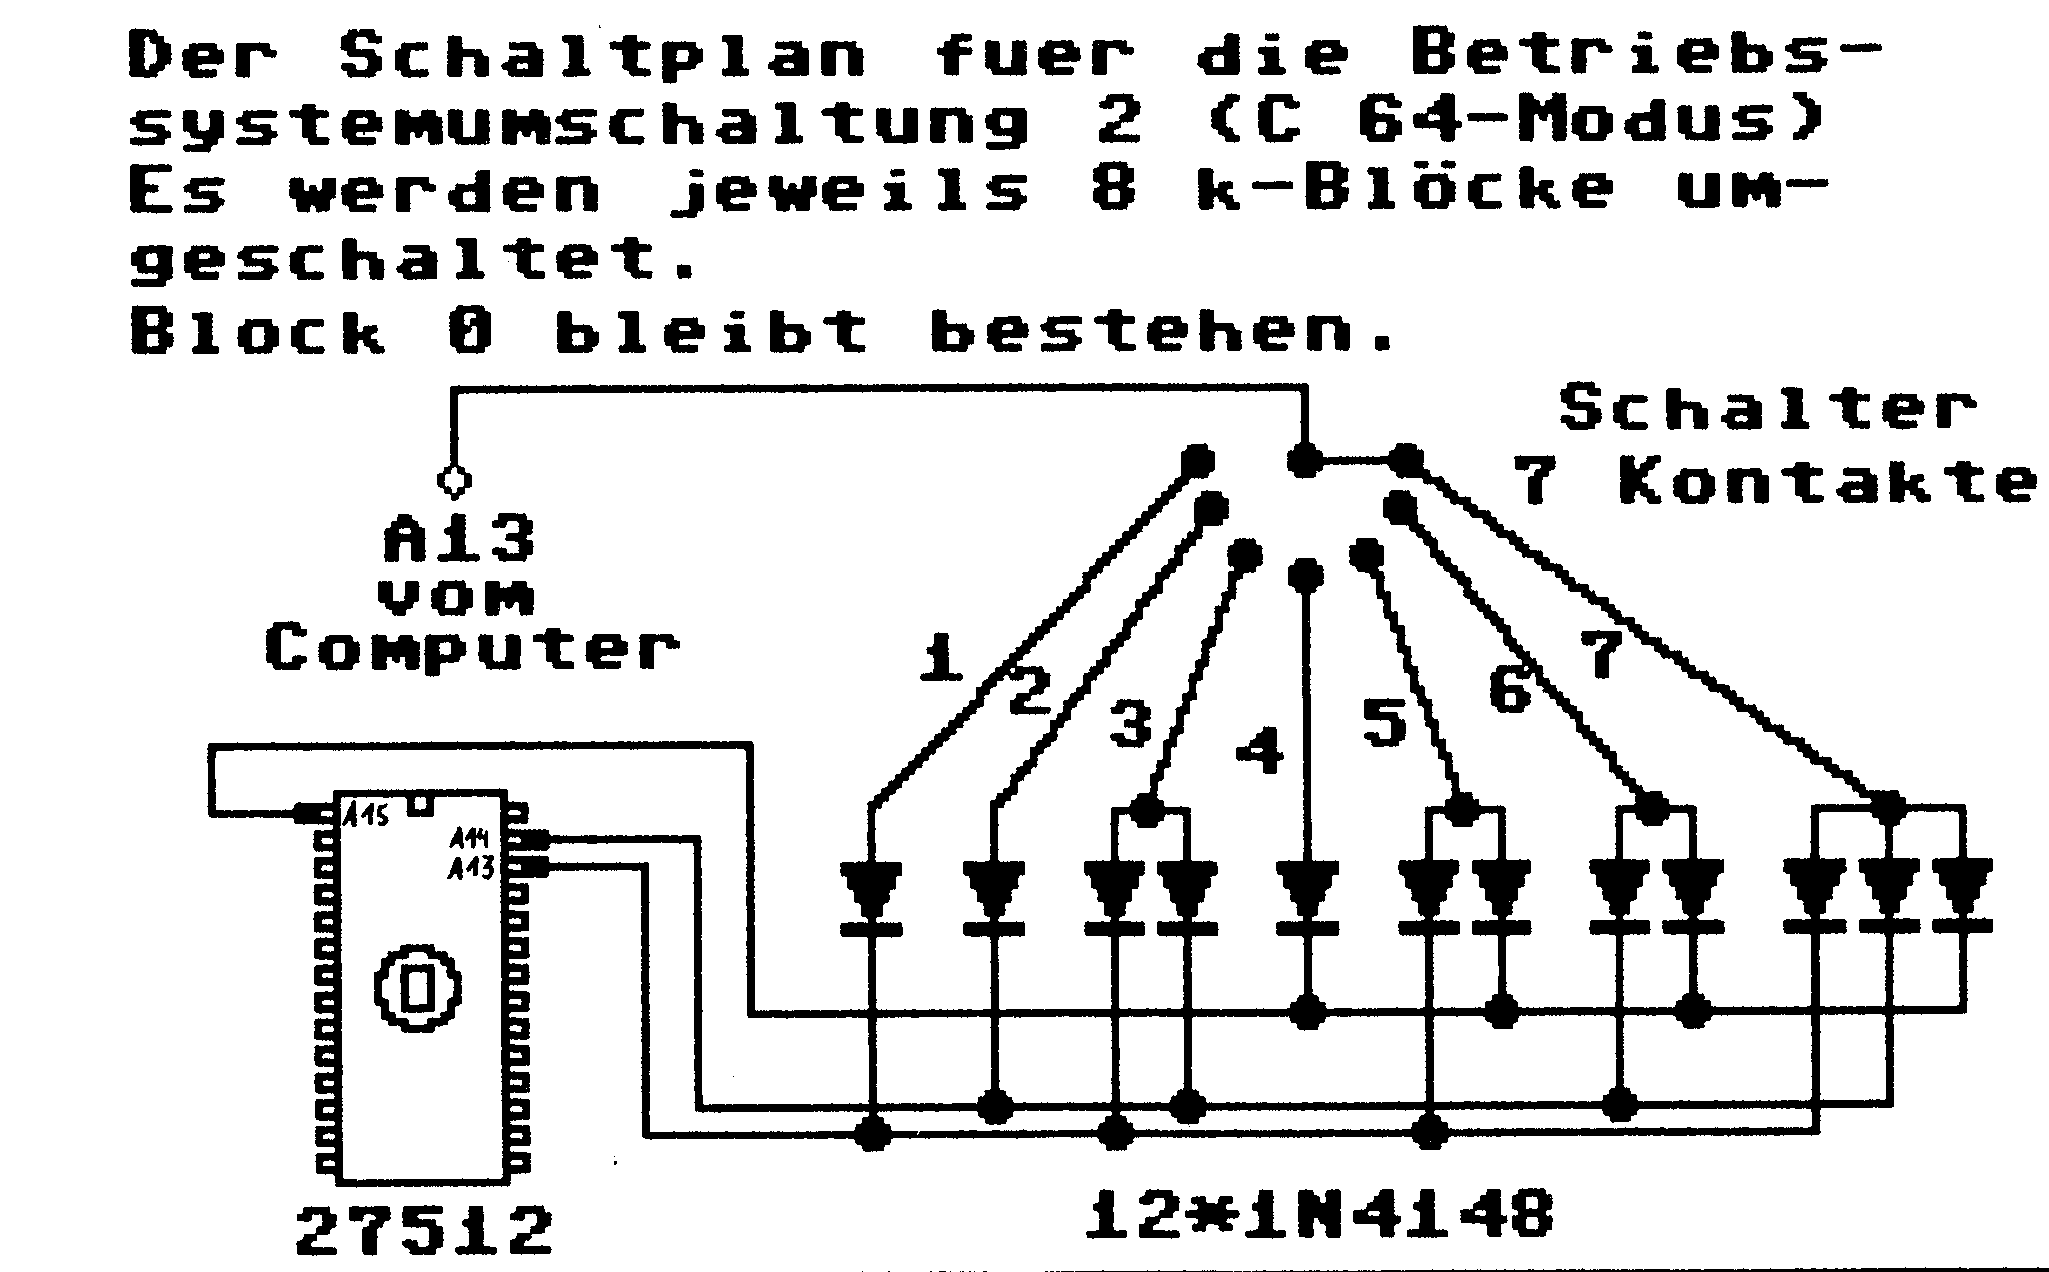 Der Schaltplan fuer die Betriebs-
systemumschaltung 2 (C 64-Modus)
Es werden jeweils 8 k-Blöcke um-
geschaltet.
Block 0 bleibt bestehen.
Schalter
7 Kontakte
A13
vom
Computer
1
2
3
4
5
6
7
A15
A14
A13
0
27512
12*1N4148